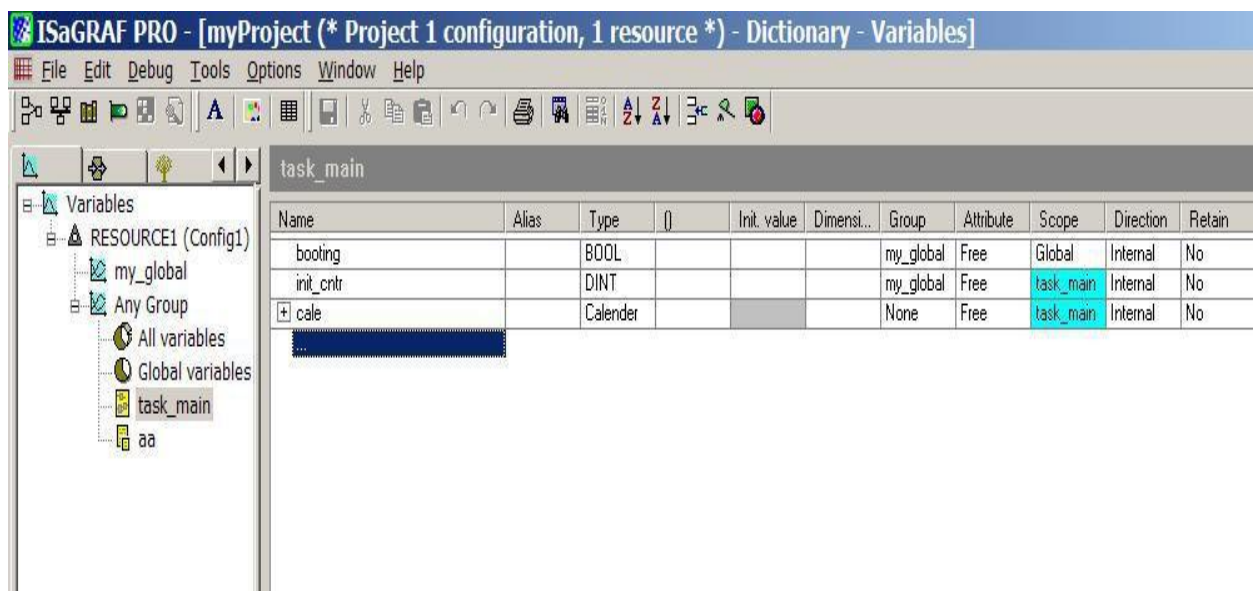 ISaGRAF PRO - [myProject (* Project 1 configuration, 1 resource *) - Dictionary - Variables]
File Edit Debug Tools Options Window Help
task_main
Variables
RESOURCE1 (Config1)
my_global
Any Group
All variables
Global variables
task_main
aa
Name Alias Type () Init. value Dimensi... Group Attribute Scope Direction Retain
booting BOOL my_global Free Global Internal No
init_cntr DINT my_global Free task_main Internal No
cale Calender None Free task_main Internal No
...